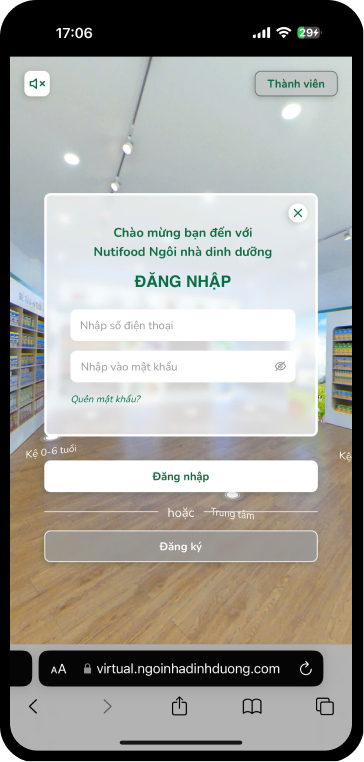 17:06
29
Thành viên
Chào mừng bạn đến với
Nutifood Ngôi nhà dinh dưỡng
ĐĂNG NHẬP
Nhập số điện thoại
Nhập vào mật khẩu
Quên mật khẩu?
Kệ 0-6 tuổi
Kệ
Đăng nhập
hoặc
Trung tâm
Đăng ký
AA
virtual.ngoinhadinhduong.com